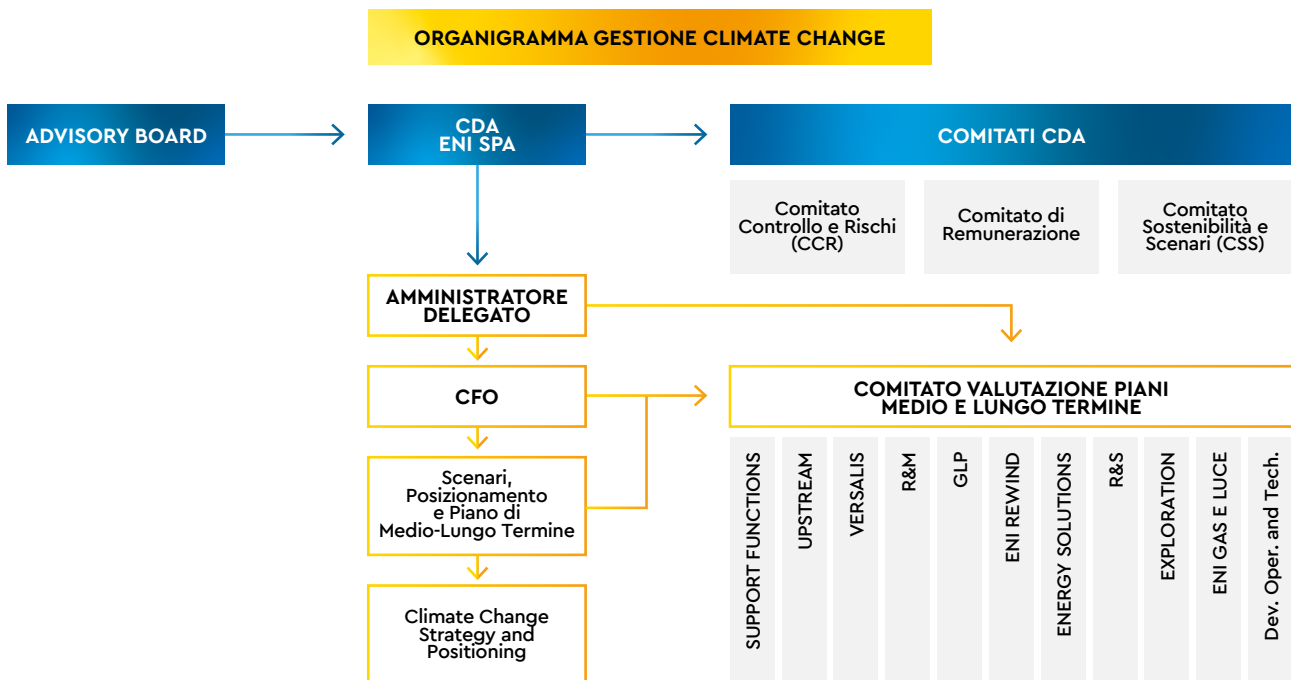 ORGANIGRAMMA GESTIONE CLIMATE CHANGE
ADVISORY BOARD
CDA
ENI SPA
COMITATI CDA
Comitato
Controllo e Rischi
(CCR)
Comitato di
Remunerazione
Comitato
Sostenibilità e
Scenari (CSS)
AMMINISTRATORE
DELEGATO
CFO
COMITATO VALUTAZIONE PIANI
MEDIO E LUNGO TERMINE
Scenari,
Posizionamento
e Piano di
Medio-Lungo Termine
Climate Change
Strategy and
Positioning
SUPPORT FUNCTIONS
UPSTREAM
VERSALIS
R&M
GLP
ENI REWIND
ENERGY SOLUTIONS
R&S
EXPLORATION
ENI GAS E LUCE
Dev. Oper. and Tech.